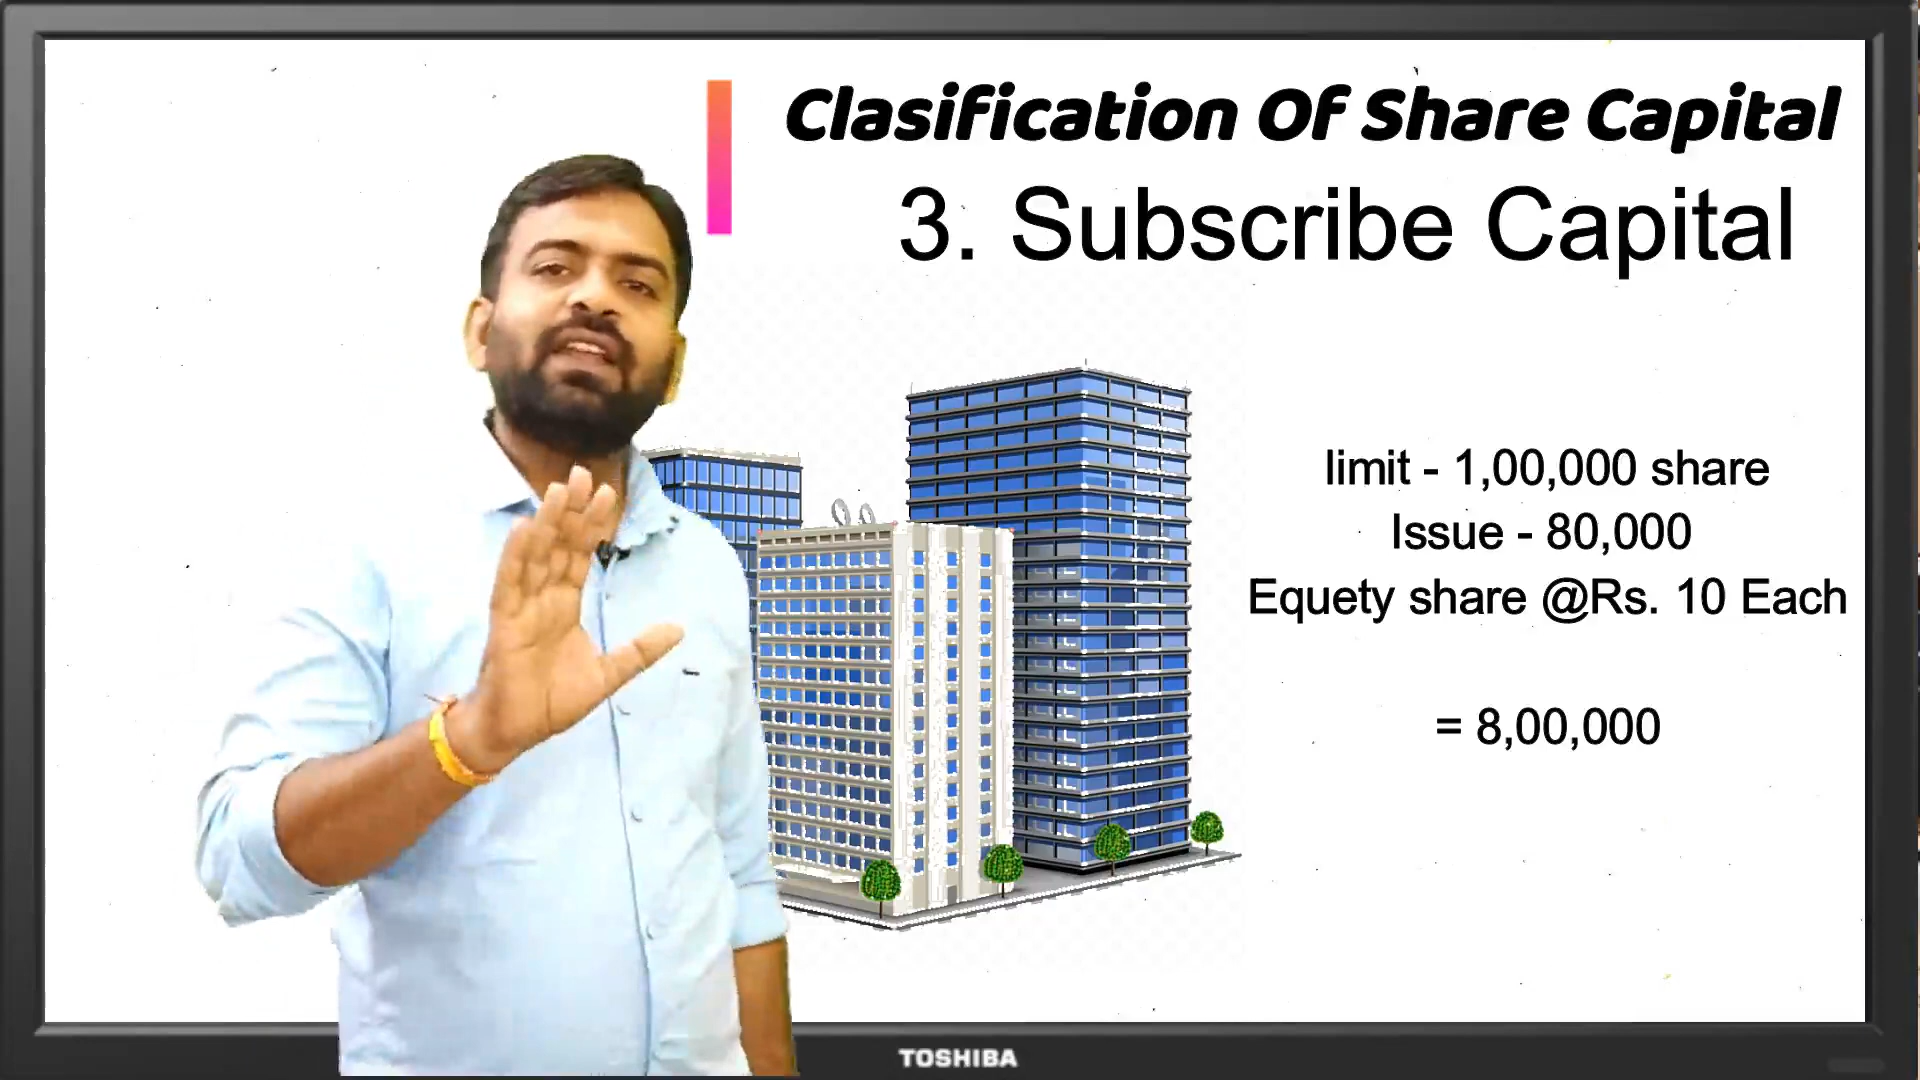 Clasification Of Share Capital
3. Subscribe Capital
limit - 1,00,000 share
Issue - 80,000
Equety share @Rs. 10 Each
= 8,00,000
TOSHIBA